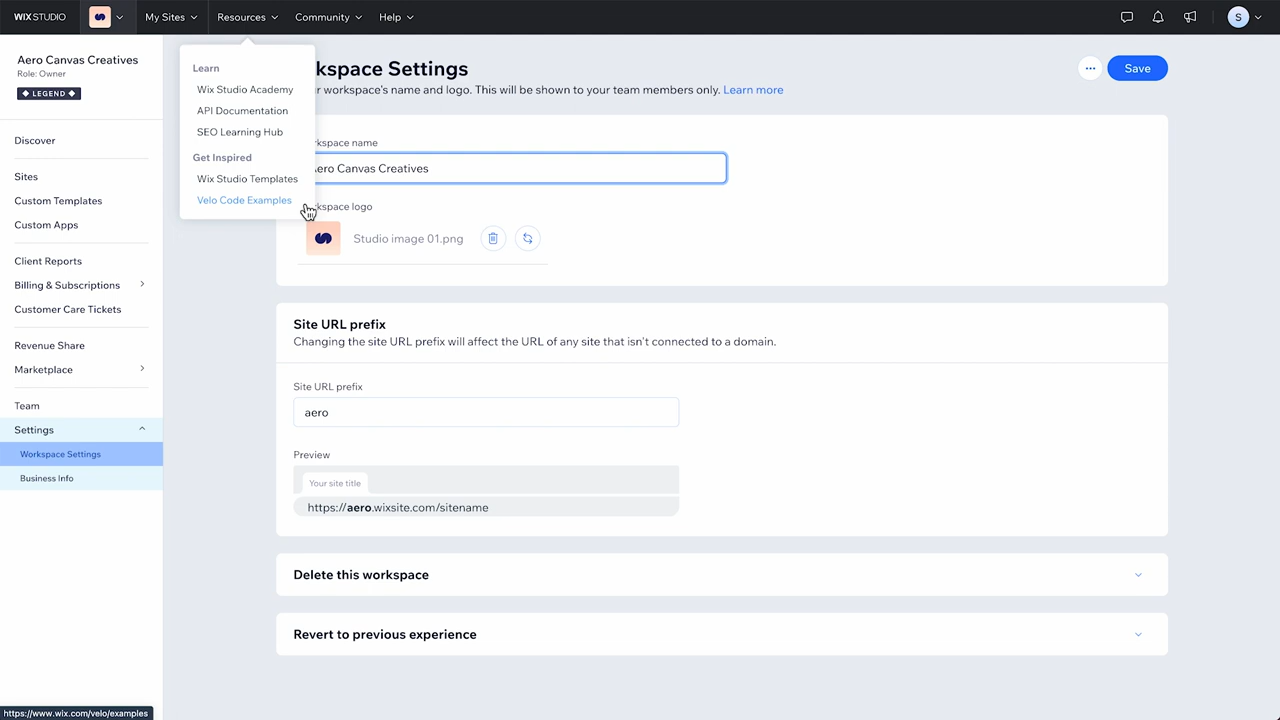 WIX STUDIO
My Sites
Resources
Community
Help
S
Aero Canvas Creatives
Role: Owner
LEGEND
Discover
Sites
Custom Templates
Custom Apps
Client Reports
Billing & Subscriptions
Customer Care Tickets
Revenue Share
Marketplace
Team
Settings
Workspace Settings
Business Info
Learn
Wix Studio Academy
API Documentation
SEO Learning Hub
Get Inspired
Wix Studio Templates
Velo Code Examples
kspace Settings
r workspace's name and logo. This will be shown to your team members only. Learn more
Save
rkspace name
ero Canvas Creatives
kspace logo
Studio image 01.png
Site URL prefix
Changing the site URL prefix will affect the URL of any site that isn't connected to a domain.
Site URL prefix
aero
Preview
Your site title
https://aero.wixsite.com/sitename
Delete this workspace
Revert to previous experience
https://www.wix.com/velo/examples